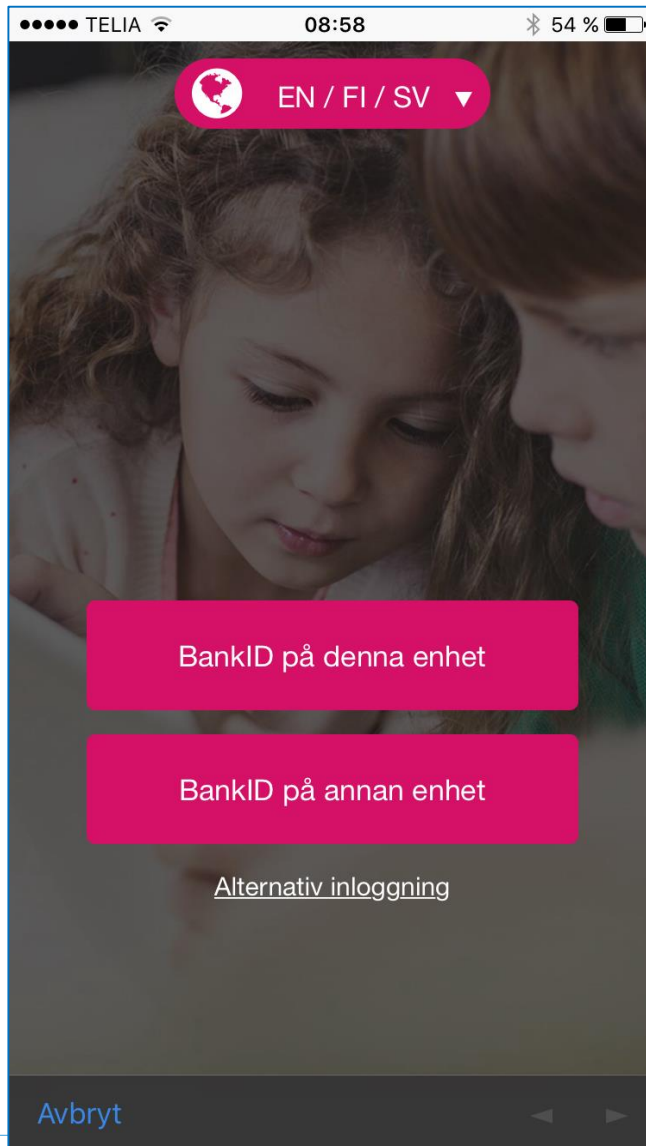 TELIA 08:58 54 %
EN / FI / SV
BankID på denna enhet
BankID på annan enhet
Alternativ inloggning
Avbryt